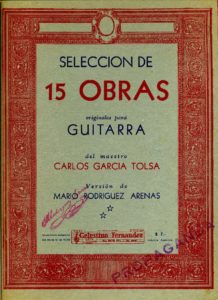 SELECCION DE
15 OBRAS
originales para
GUITARRA
del maestro
CARLOS GARCIA TOLSA
Versión de
MARIO RODRIGUEZ ARENAS
Celestino Fernandez
PROPAGANDA